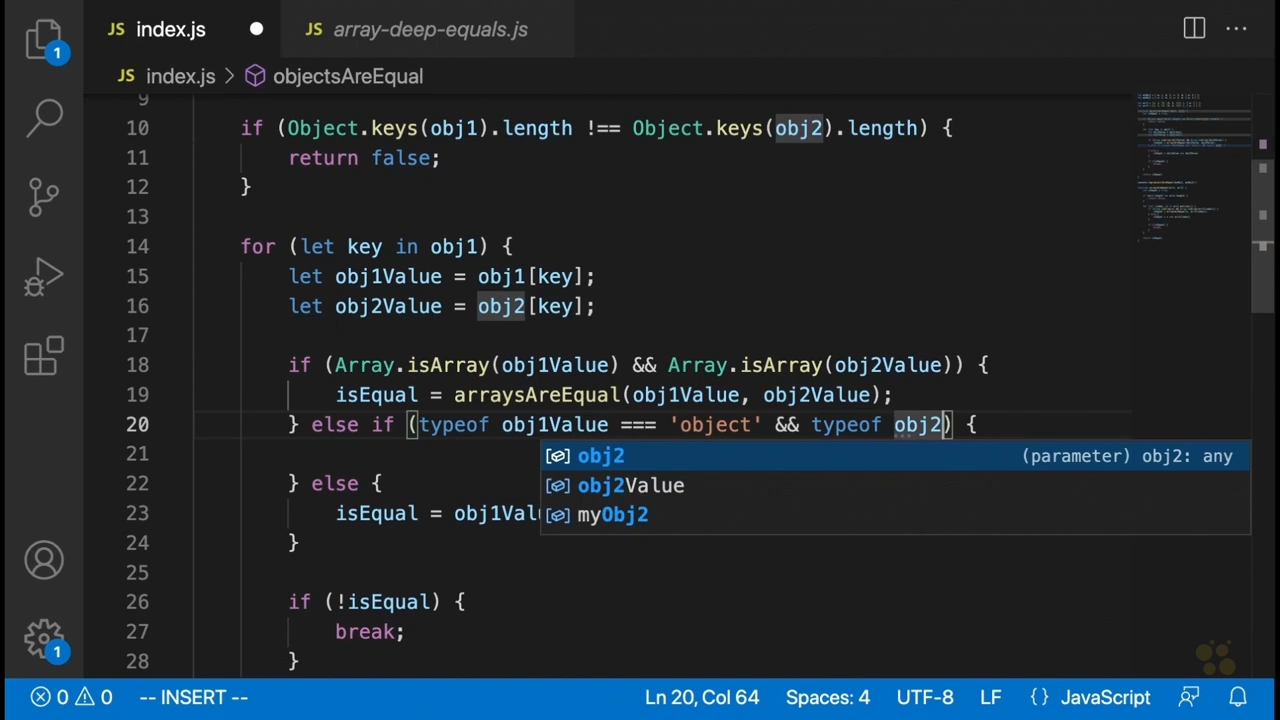 1
JS index.js
JS array-deep-equals.js
JS index.js > objectsAreEqual
9
10 if (Object.keys(obj1).length !== Object.keys(obj2).length) {
11 return false;
12 }
13
14 for (let key in obj1) {
15 let obj1Value = obj1[key];
16 let obj2Value = obj2[key];
17
18 if (Array.isArray(obj1Value) && Array.isArray(obj2Value)) {
19 isEqual = arraysAreEqual(obj1Value, obj2Value);
20 } else if (typeof obj1Value === 'object' && typeof obj2) {
obj2 (parameter) obj2: any
21
obj2Value
22 } else {
myObj2
23 isEqual = obj1Valu
24 }
25
26 if (!isEqual) {
27 break;
28 }
1
0 0 -- INSERT -- Ln 20, Col 64 Spaces: 4 UTF-8 LF {} JavaScript